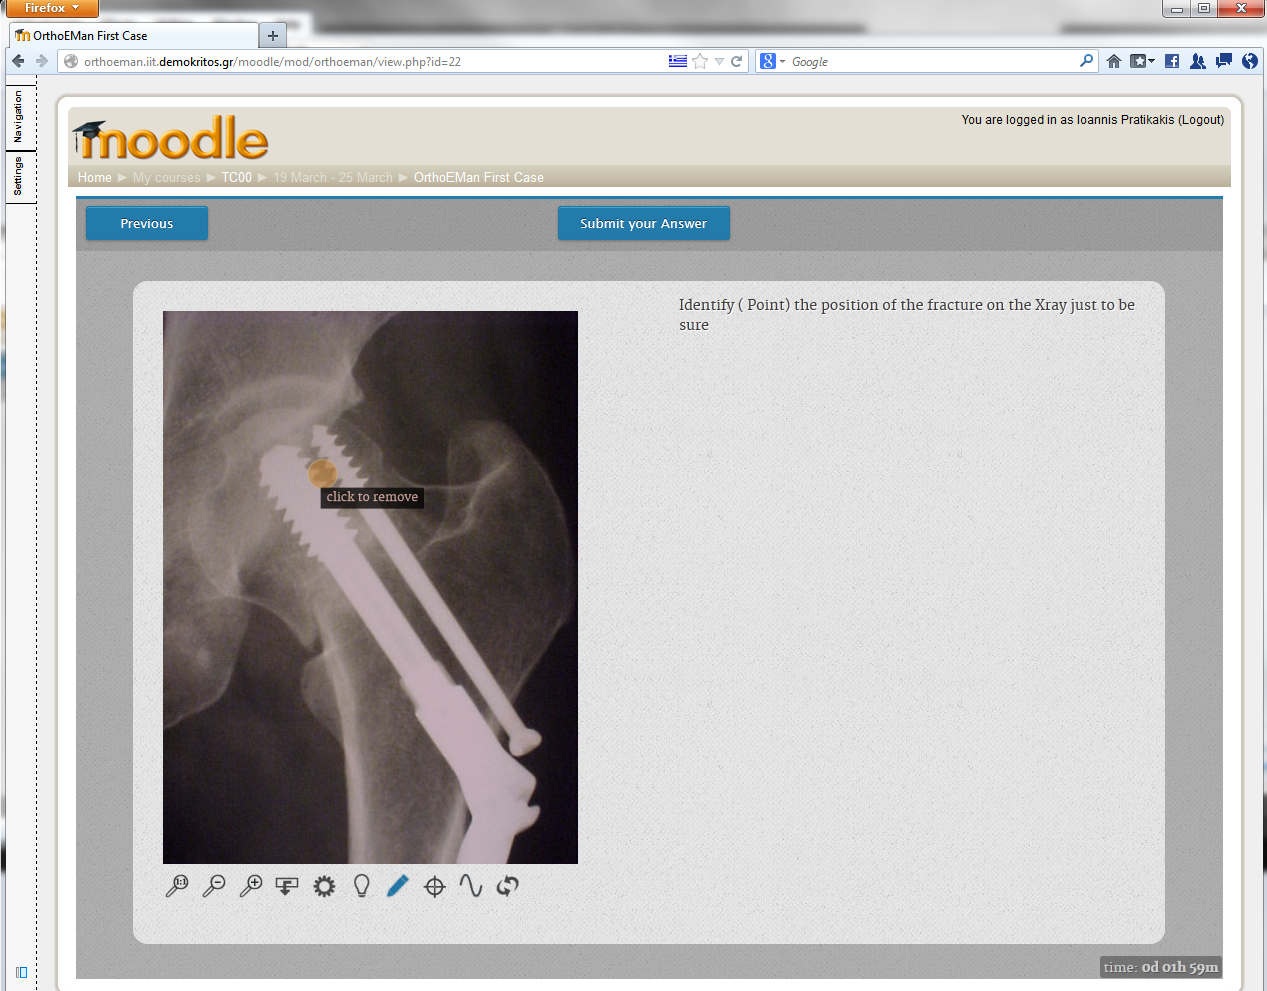 Firefox
OrthoEMan First Case
orthoeman.iit.demokritos.gr/moodle/mod/orthoeman/view.php?id=22
Google
Navigation
Settings
moodle
You are logged in as Ioannis Pratikakis (Logout)
Home ► My courses ► TC00 ► 19 March - 25 March ► OrthoEMan First Case
Previous
Submit your Answer
Identify ( Point) the position of the fracture on the Xray just to be
sure
click to remove
1:1
time: 0d 01h 59m